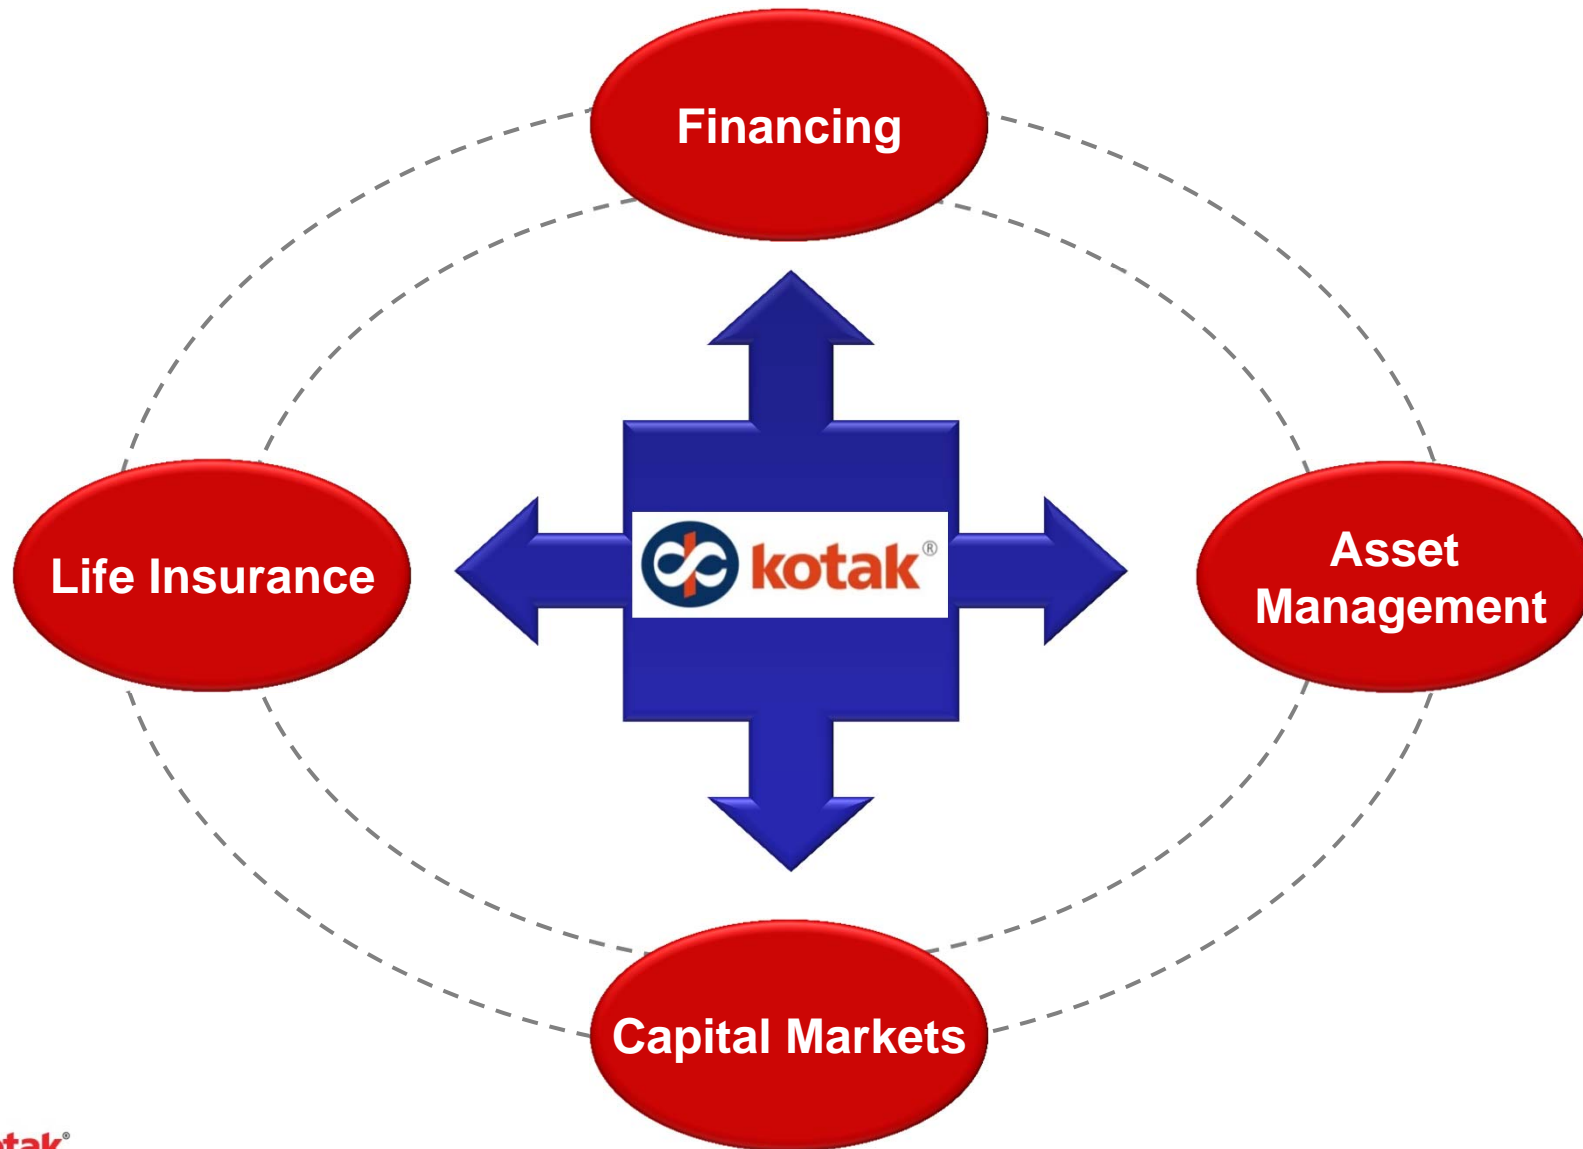 Financing
Life Insurance
kotak®
Asset
Management
Capital Markets